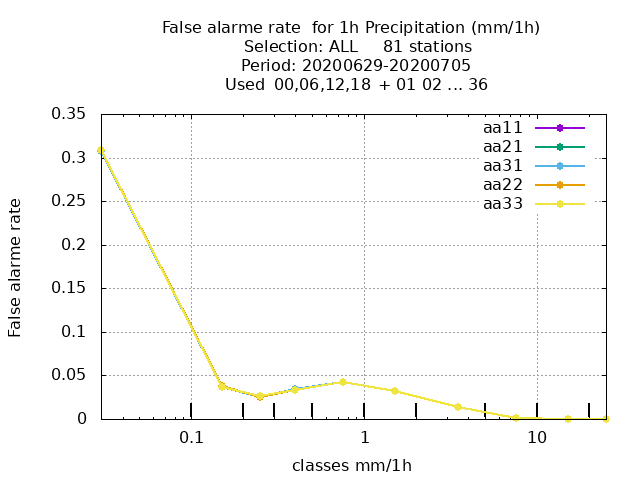 False alarme rate  for 1h Precipitation (mm/1h)
Selection: ALL     81 stations
Period: 20200629-20200705
Used  00,06,12,18 + 01 02 ... 36
0.35
0.3
0.25
0.2
0.15
0.1
0.05
0
False alarme rate
aa11
aa21
aa31
aa22
aa33
0.1
1
10
classes mm/1h